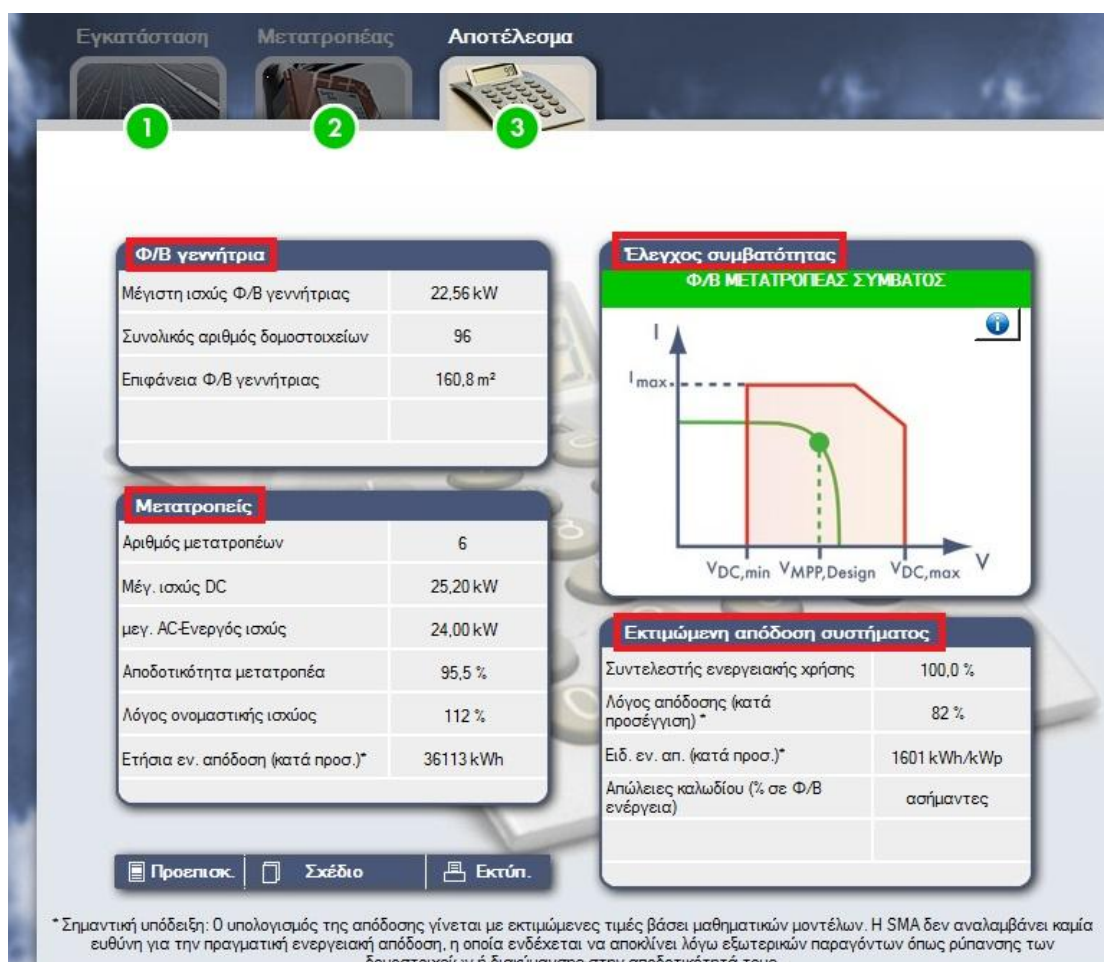 Εγκατάσταση Μετατροπέας Αποτέλεσμα
1 2 3
Φ/Β γεννήτρια
Μέγιστη ισχύς Φ/Β γεννήτριας 22,56 kW
Συνολικός αριθμός δομοστοιχείων 96
Επιφάνεια Φ/Β γεννήτριας 160,8 m²
Μετατροπείς
Αριθμός μετατροπέων 6
Μέγ. ισχύς DC 25,20 kW
μεγ. AC-Ενεργός ισχύς 24,00 kW
Αποδοτικότητα μετατροπέα 95,5 %
Λόγος ονομαστικής ισχύος 112 %
Ετήσια εν. απόδοση (κατά προσ.)* 36113 kWh
Προεπισκ. Σχέδιο Εκτύπ.
Έλεγχος συμβατότητας
Φ/Β ΜΕΤΑΤΡΟΠΕΑΣ ΣΥΜΒΑΤΟΣ
I
Imax.
VDC,min VMPP,Design VDC,max V
Εκτιμώμενη απόδοση συστήματος
Συντελεστής ενεργειακής χρήσης 100,0 %
Λόγος απόδοσης (κατά
προσέγγιση) * 82 %
Ειδ. εν. απ. (κατά προσ.)* 1601 kWh/kWp
Απώλειες καλωδίου (% σε Φ/Β
ενέργεια) ασήμαντες
* Σημαντική υπόδειξη: Ο υπολογισμός της απόδοσης γίνεται με εκτιμώμενες τιμές βάσει μαθηματικών μοντέλων. Η SMA δεν αναλαμβάνει καμία
ευθύνη για την πραγματική ενεργειακή απόδοση, η οποία ενδέχεται να αποκλίνει λόγω εξωτερικών παραγόντων όπως ρύπανσης των